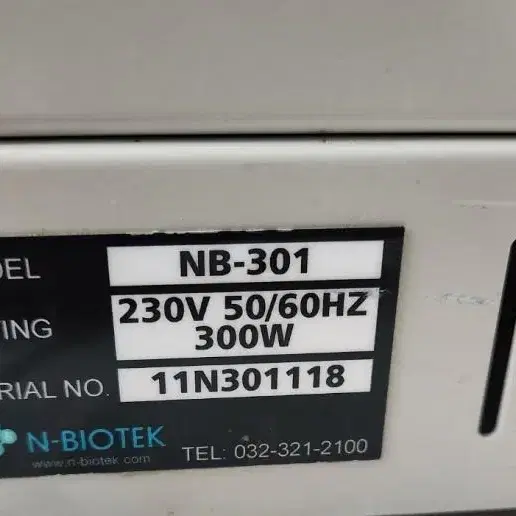 DEL NB-301
ING 230V 50/60HZ
300W
RIAL NO. 11N301118
N-BIOTEK
www.n-biotek.com
TEL: 032-321-2100